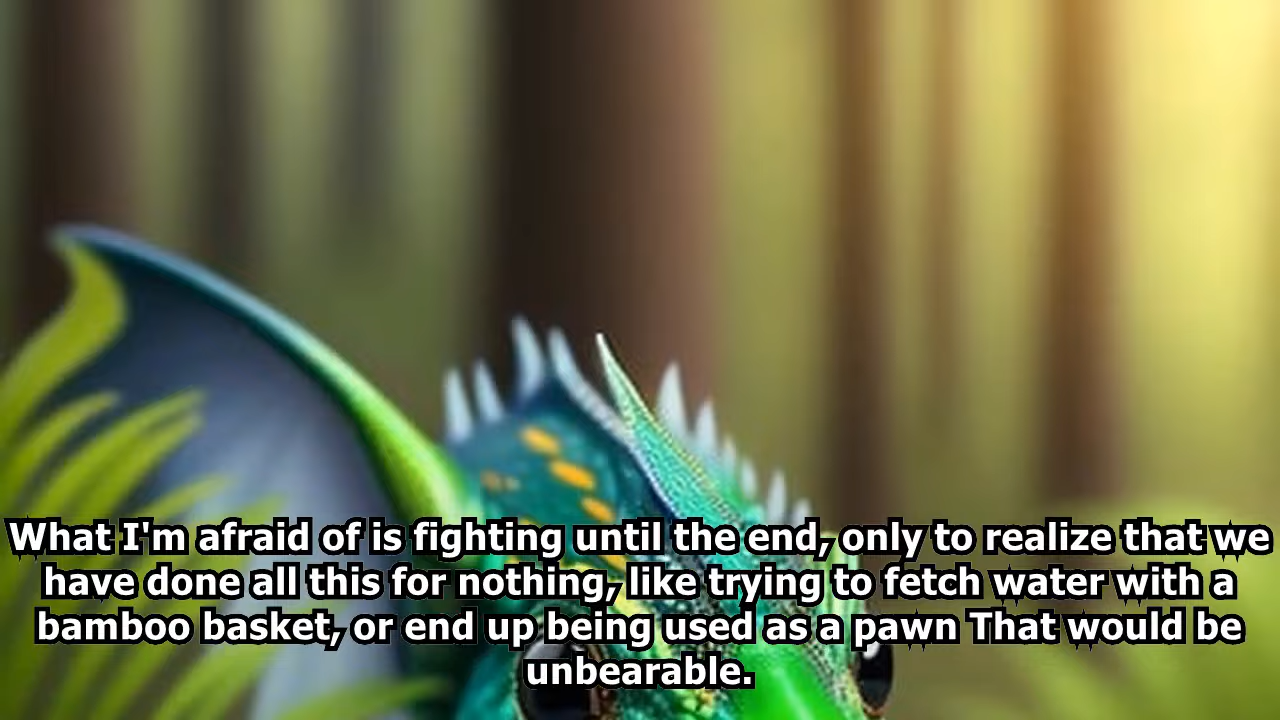 What I'm afraid of is fighting until the end, only to realize that we
have done all this for nothing, like trying to fetch water with a
bamboo basket, or end up being used as a pawn That would be
unbearable.